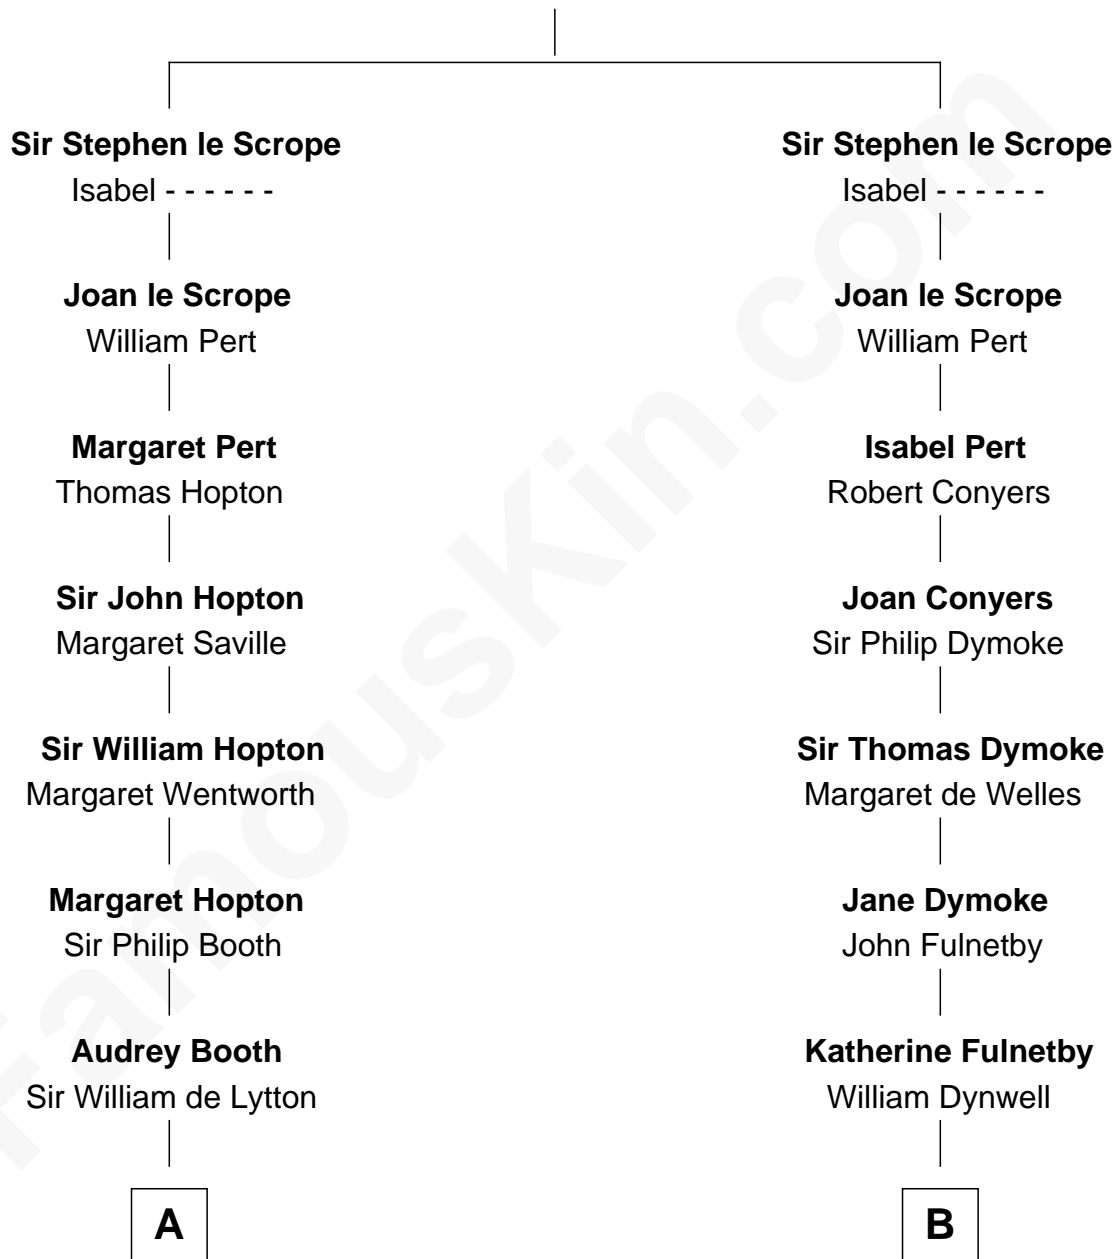 Sir Stephen le Scrope
Isabel - - - - - -
Joan le Scrope
William Pert
Margaret Pert
Thomas Hopton
Sir John Hopton
Margaret Saville
Sir William Hopton
Margaret Wentworth
Margaret Hopton
Sir Philip Booth
Audrey Booth
Sir William de Lytton
A
Sir Stephen le Scrope
Isabel - - - - - -
Joan le Scrope
William Pert
Isabel Pert
Robert Conyers
Joan Conyers
Sir Philip Dymoke
Sir Thomas Dymoke
Margaret de Welles
Jane Dymoke
John Fulnetby
Katherine Fulnetby
William Dynwell
B
FamousKin.com